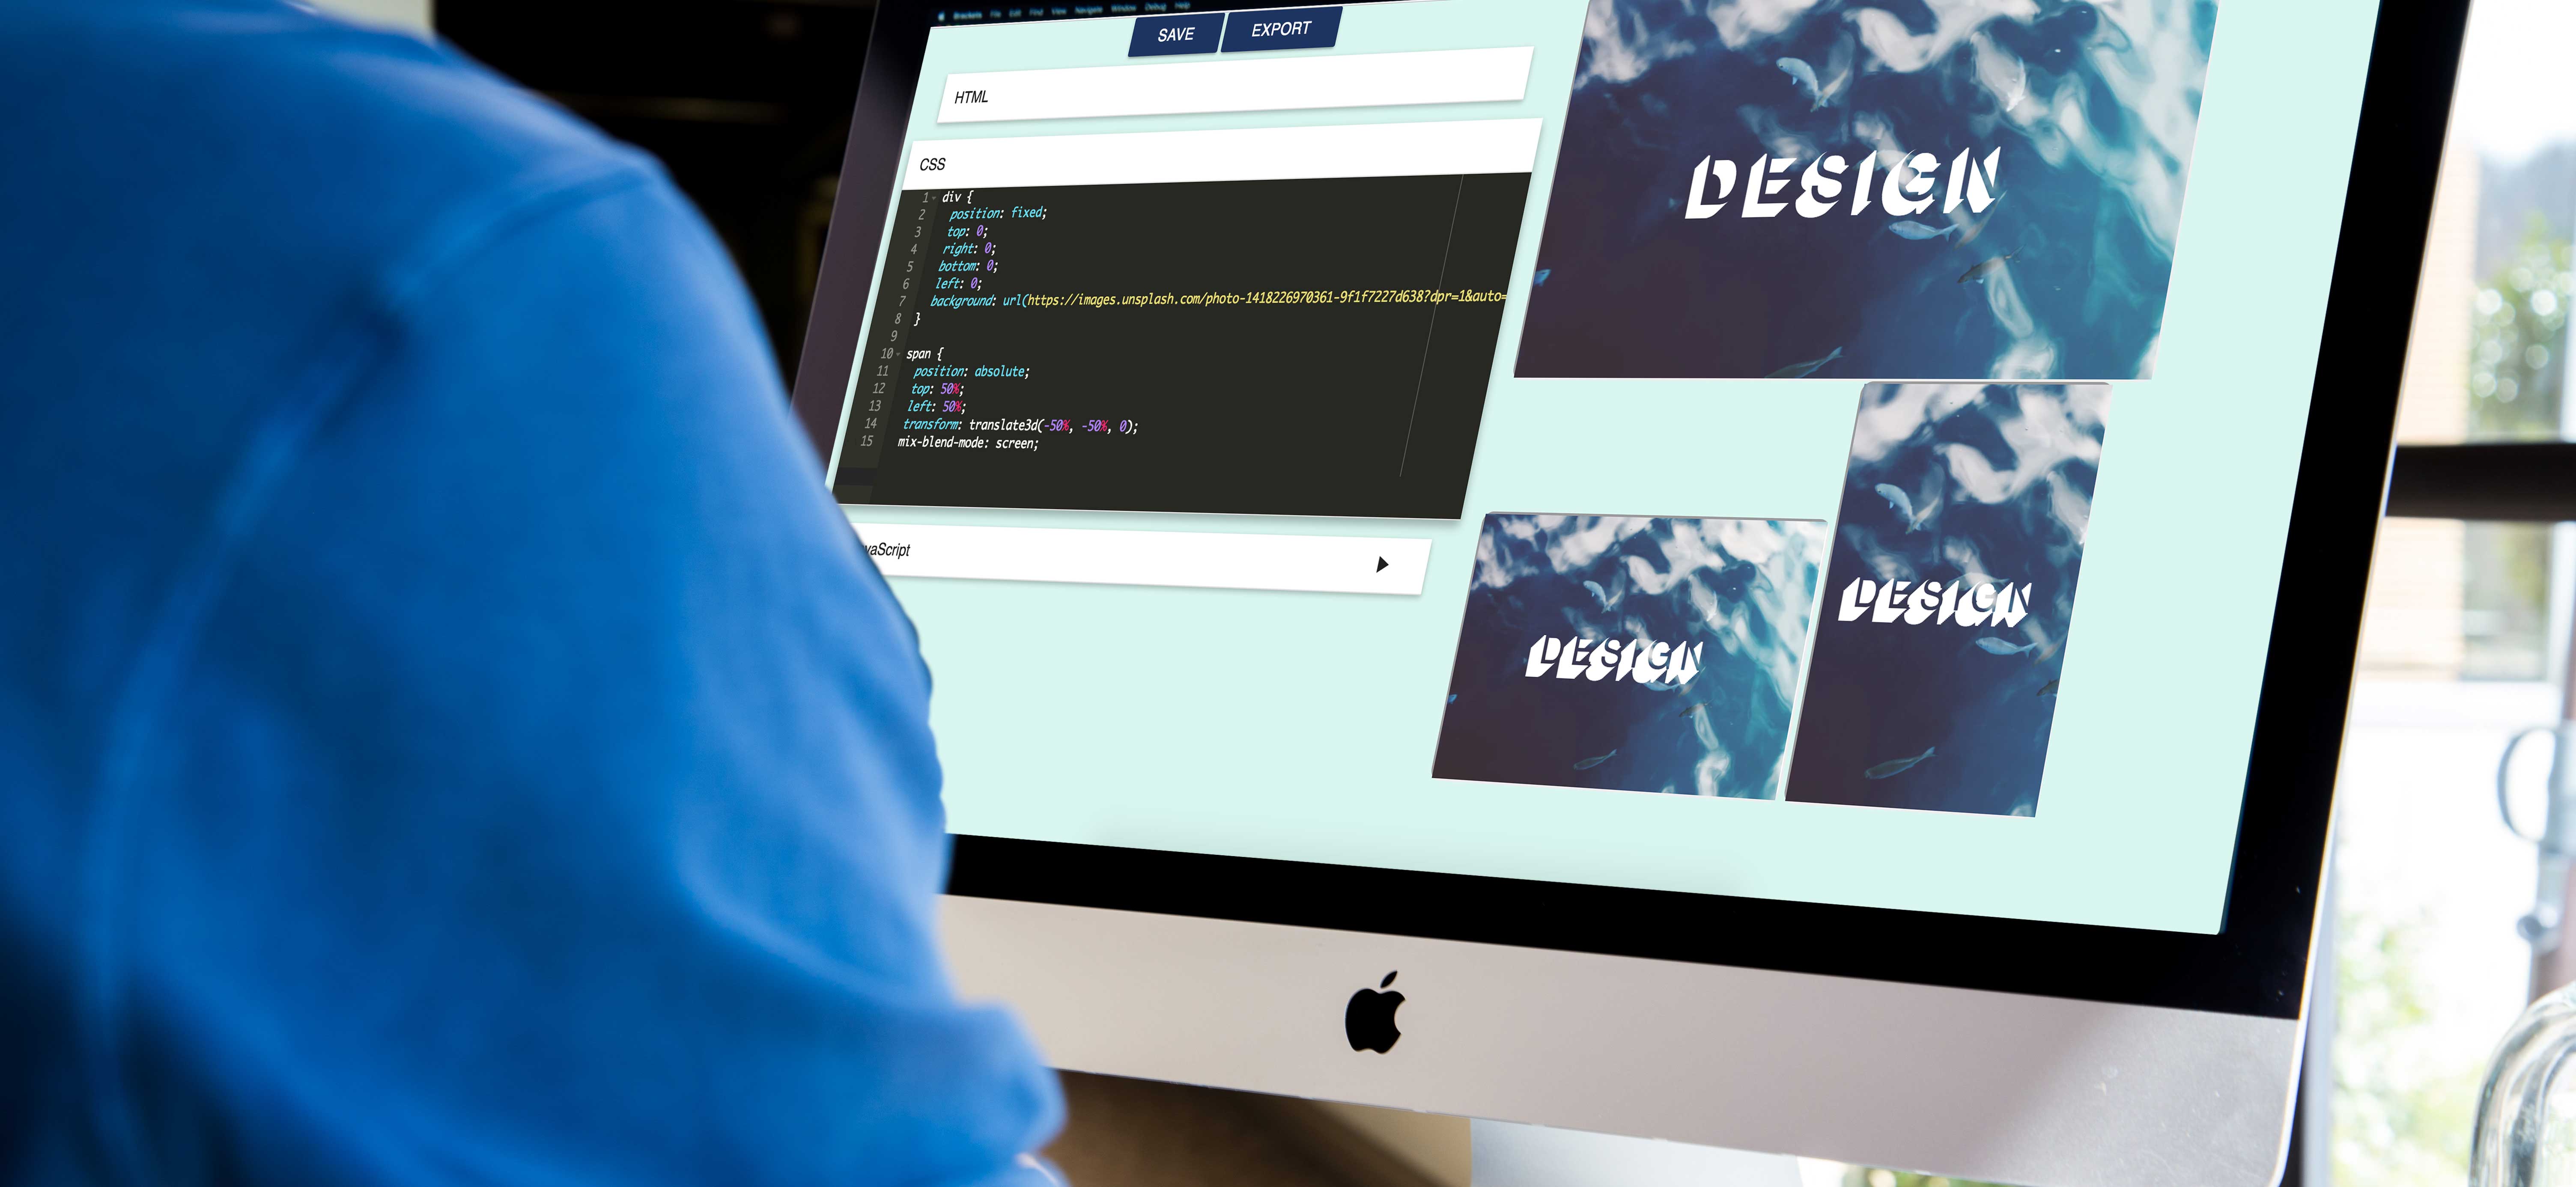 Brackets File Edit Find View Navigate Window Debug Help
SAVE EXPORT
HTML
CSS
1 div {
2 position: fixed;
3 top: 0;
4 right: 0;
5 bottom: 0;
6 left: 0;
7 background: url(https://images.unsplash.com/photo-1418226970361-9f1f7227d638?dpr=1&auto=
8 }
9
10 span {
11 position: absolute;
12 top: 50%;
13 left: 50%;
14 transform: translate3d(-50%, -50%, 0);
15 mix-blend-mode: screen;
vaScript
DESIGN
DESIGN
DESIGN